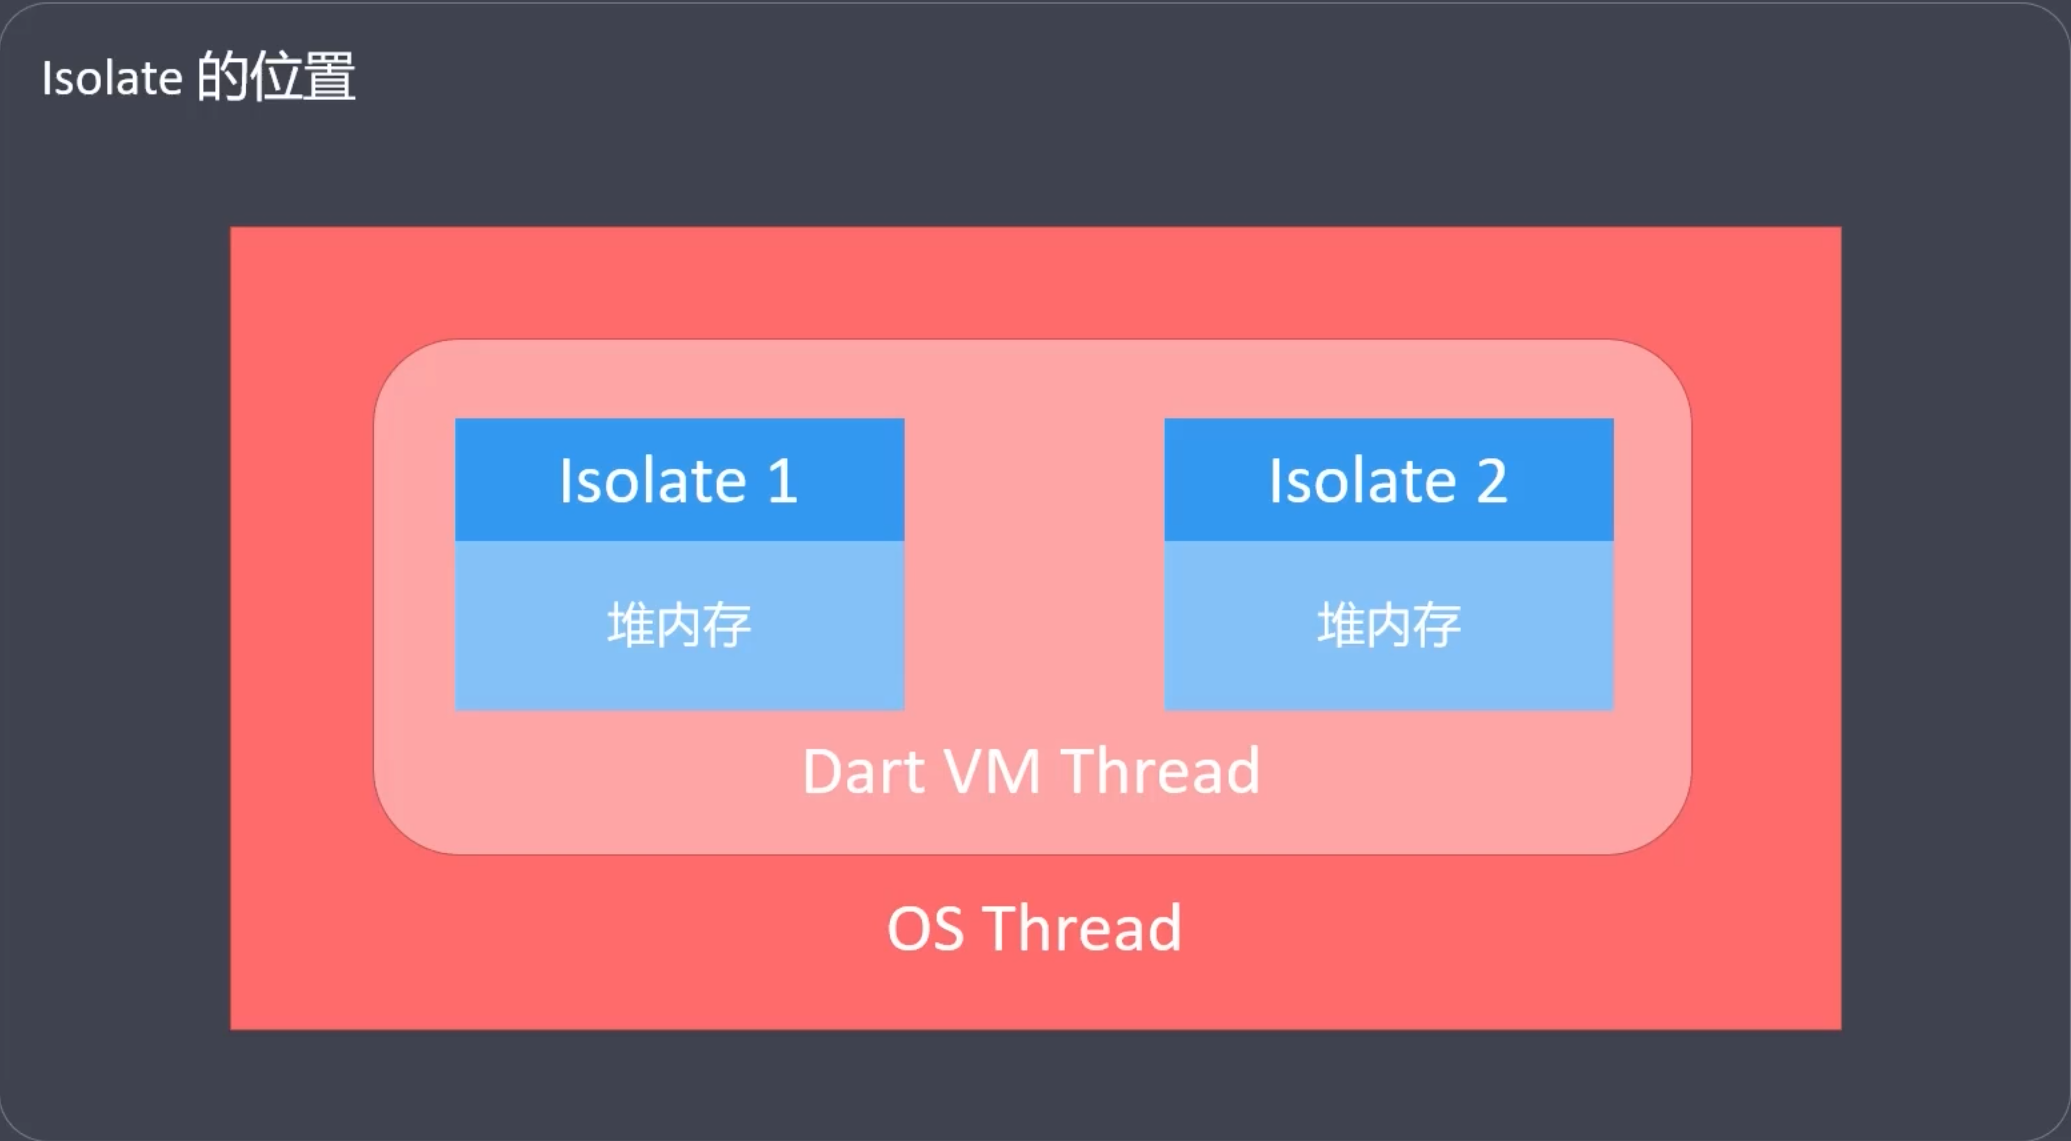 Isolate 的位置
Isolate 1
Isolate 2
堆内存
堆内存
Dart VM Thread
OS Thread